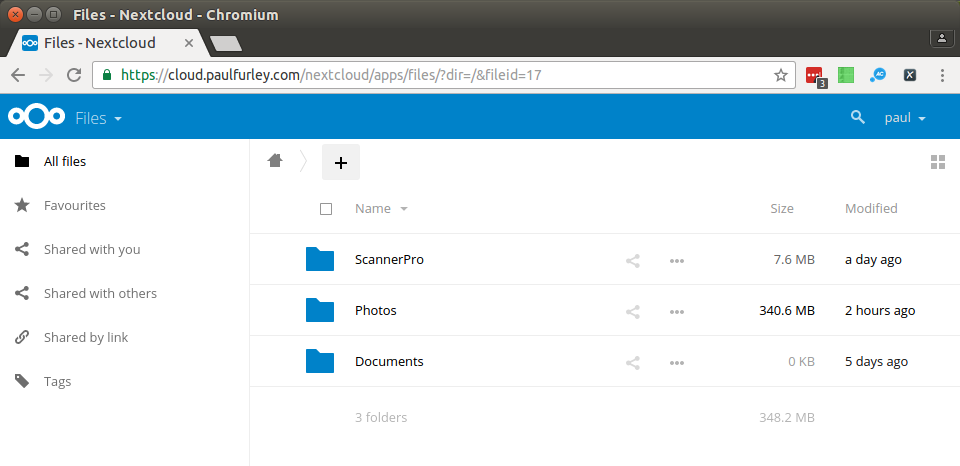 Files - Nextcloud - Chromium
Files - Nextcloud
https://cloud.paulfurley.com/nextcloud/apps/files/?dir=/&fileid=17
3
AC
X
Files
paul
All files
Favourites
Shared with you
Shared with others
Shared by link
Tags
Name Size Modified
ScannerPro 7.6 MB a day ago
Photos 340.6 MB 2 hours ago
Documents 0 KB 5 days ago
3 folders 348.2 MB